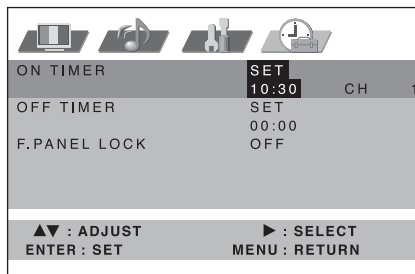 ON TIMER SET
10:30 CH 1
OFF TIMER SET
00:00
F.PANEL LOCK OFF
▲▼ : ADJUST ▶ : SELECT
ENTER : SET MENU : RETURN